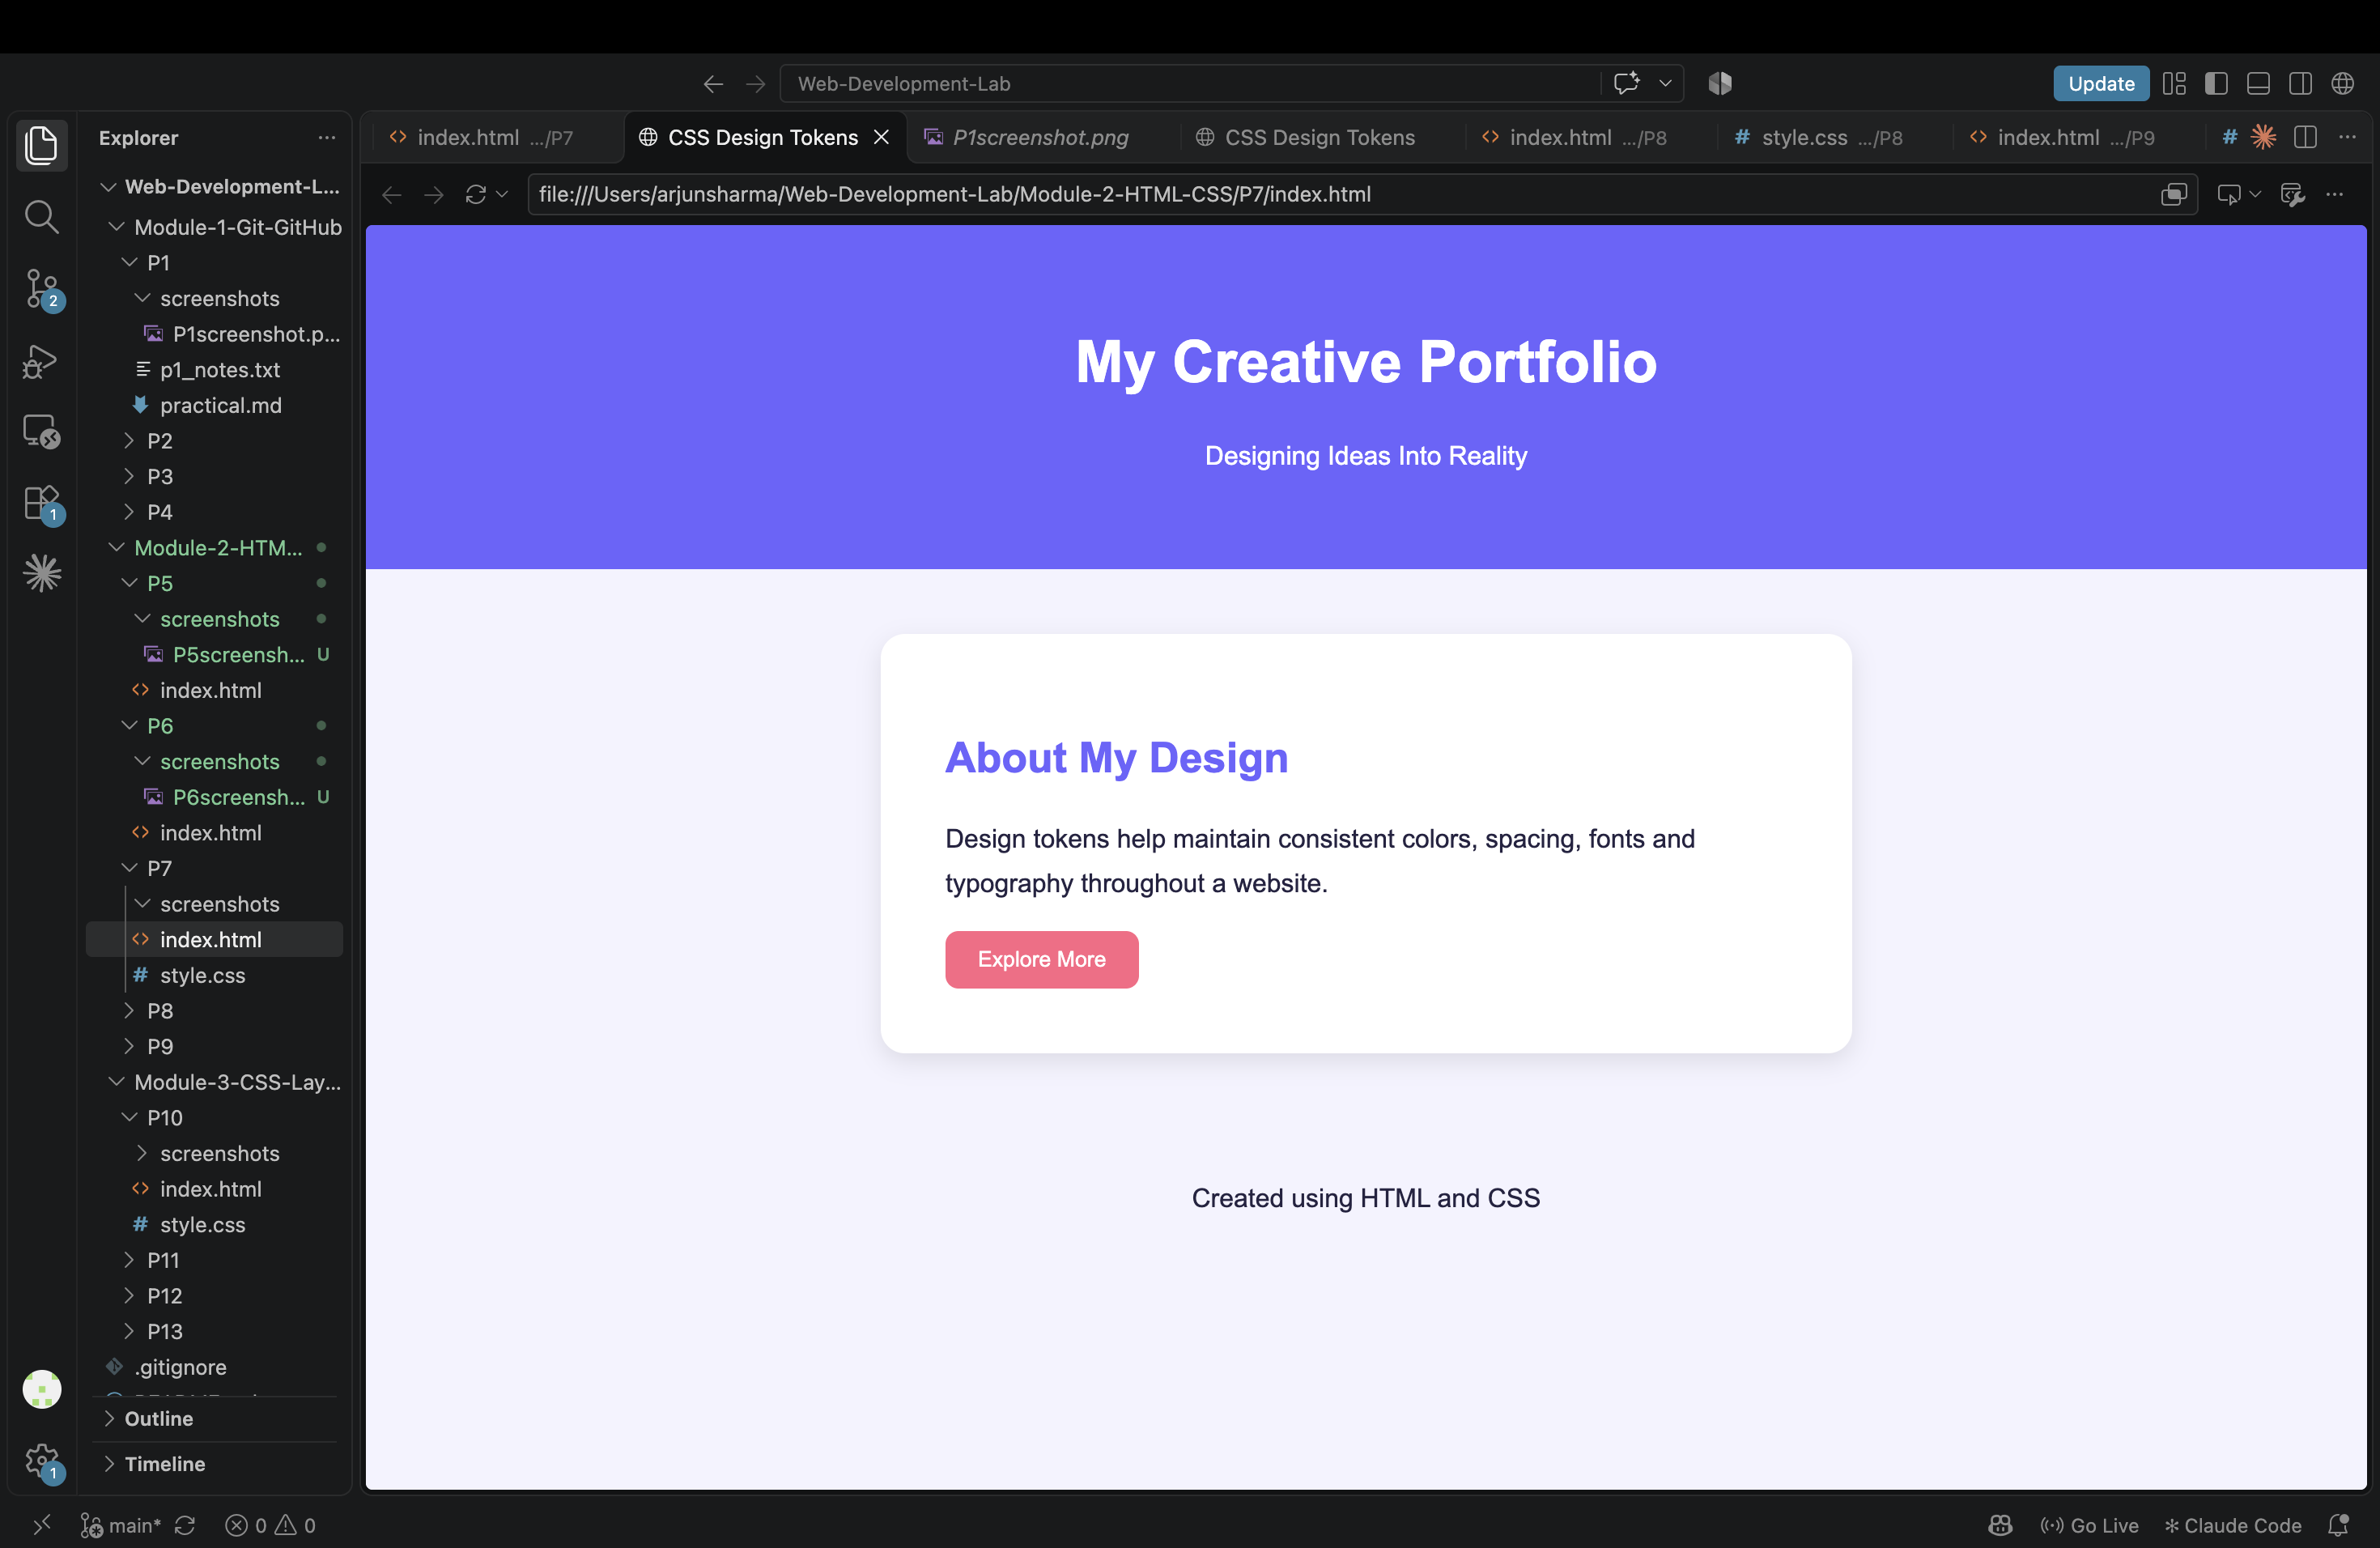 Web-Development-Lab
Update
Explorer
Web-Development-L...
Module-1-Git-GitHub
P1
screenshots
P1screenshot.p...
p1_notes.txt
practical.md
P2
P3
P4
Module-2-HTM...
P5
screenshots
P5screensh... U
index.html
P6
screenshots
P6screensh... U
index.html
P7
screenshots
index.html
style.css
P8
P9
Module-3-CSS-Lay...
P10
screenshots
index.html
style.css
P11
P12
P13
.gitignore
Outline
Timeline
2
1
1
index.html .../P7
CSS Design Tokens
P1screenshot.png
CSS Design Tokens
index.html .../P8
style.css .../P8
index.html .../P9
file:///Users/arjunsharma/Web-Development-Lab/Module-2-HTML-CSS/P7/index.html
My Creative Portfolio
Designing Ideas Into Reality
About My Design
Design tokens help maintain consistent colors, spacing, fonts and
typography throughout a website.
Explore More
Created using HTML and CSS
main* 0 0
Go Live
Claude Code